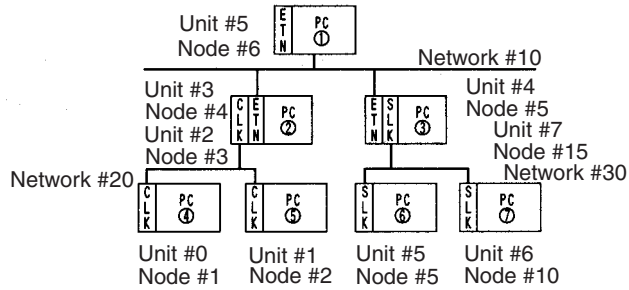 Unit #5
Node #6
ETN
PC
①
Network #10
Unit #3
Node #4
Unit #2
Node #3
CLK
ETN
PC
②
ETN
SLK
PC
③
Unit #4
Node #5
Unit #7
Node #15
Network #30
Network #20
CLK
PC
④
CLK
PC
⑤
SLK
PC
⑥
SLK
PC
⑦
Unit #0
Node #1
Unit #1
Node #2
Unit #5
Node #5
Unit #6
Node #10